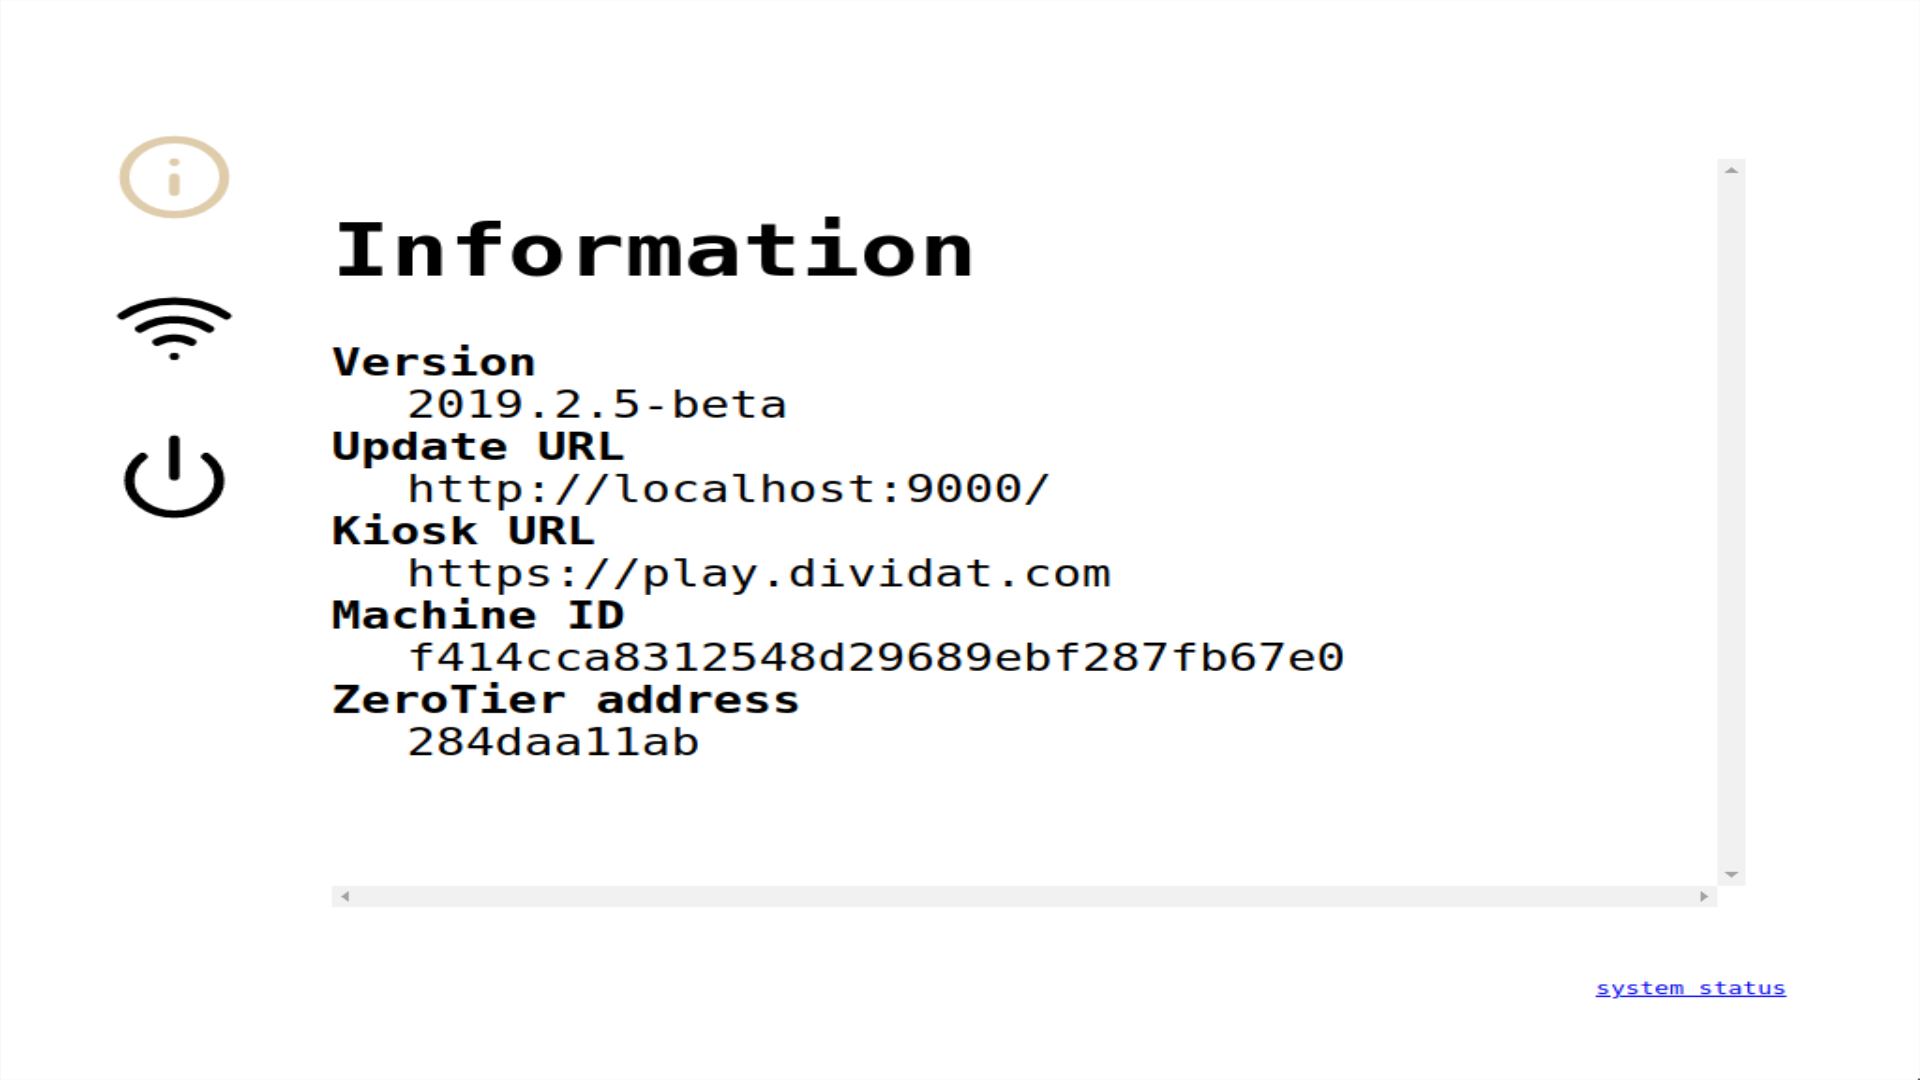 Information
Version
2019.2.5-beta
Update URL
http://localhost:9000/
Kiosk URL
https://play.dividat.com
Machine ID
f414cca8312548d29689ebf287fb67e0
ZeroTier address
284daa11ab
system status